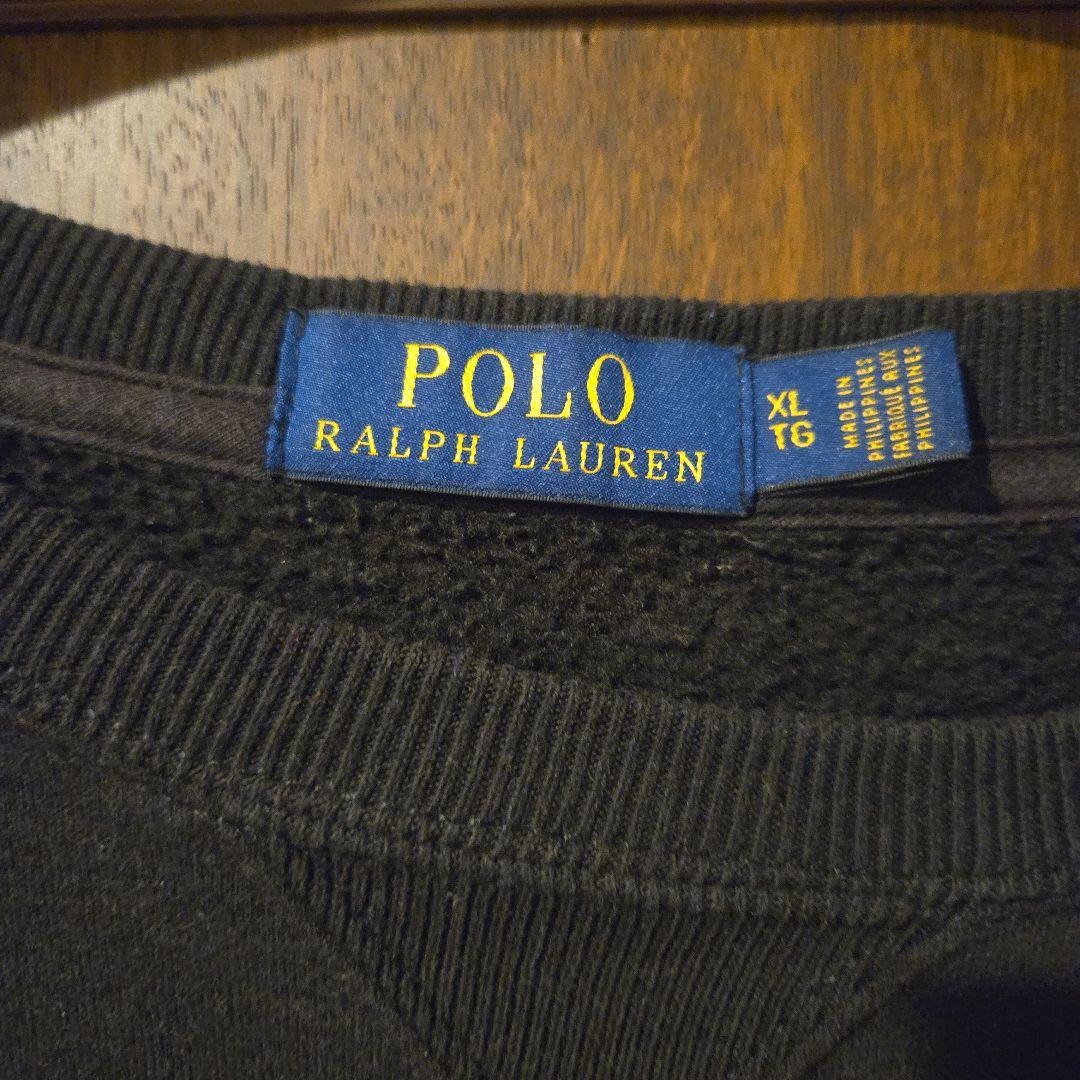 POLO
RALPH LAUREN
XL
TG
MADE IN
PHILIPPINES
FABRIQUÉ AUX
PHILIPPINES